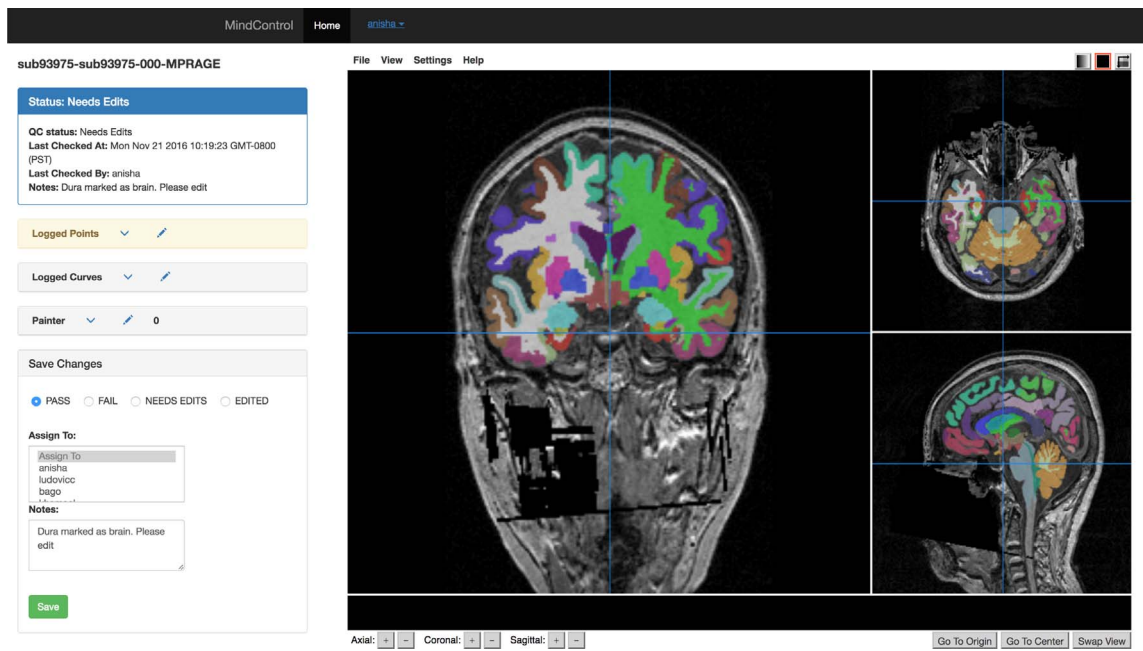 MindControl Home anisha
sub93975-sub93975-000-MPRAGE
File View Settings Help
Status: Needs Edits
QC status: Needs Edits
Last Checked At: Mon Nov 21 2016 10:19:23 GMT-0800
(PST)
Last Checked By: anisha
Notes: Dura marked as brain. Please edit
Logged Points
Logged Curves
Painter 0
Save Changes
PASS FAIL NEEDS EDITS EDITED
Assign To:
Assign To
anisha
ludovicc
bago
Notes:
Dura marked as brain. Please
edit
Save
Axial: + - Coronal: + - Sagittal: + -
Go To Origin Go To Center Swap View